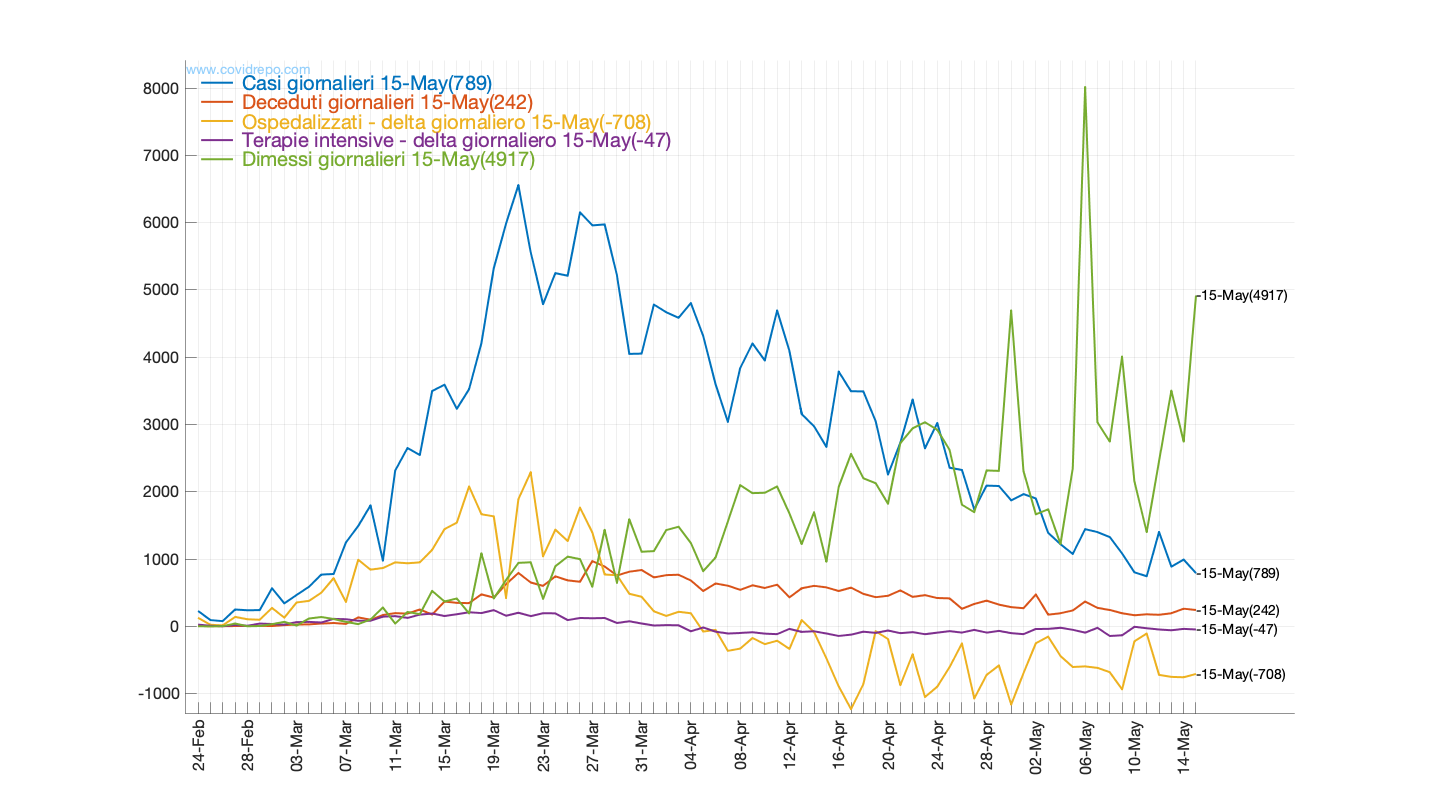 www.covidrepo.com
Casi giornalieri 15-May(789)
Deceduti giornalieri 15-May(242)
Ospedalizzati - delta giornaliero 15-May(-708)
Terapie intensive - delta giornaliero 15-May(-47)
Dimessi giornalieri 15-May(4917)
8000
7000
6000
5000
4000
3000
2000
1000
0
-1000
15-May(4917)
15-May(789)
15-May(242)
15-May(-47)
15-May(-708)
24-Feb
28-Feb
03-Mar
07-Mar
11-Mar
15-Mar
19-Mar
23-Mar
27-Mar
31-Mar
04-Apr
08-Apr
12-Apr
16-Apr
20-Apr
24-Apr
28-Apr
02-May
06-May
10-May
14-May